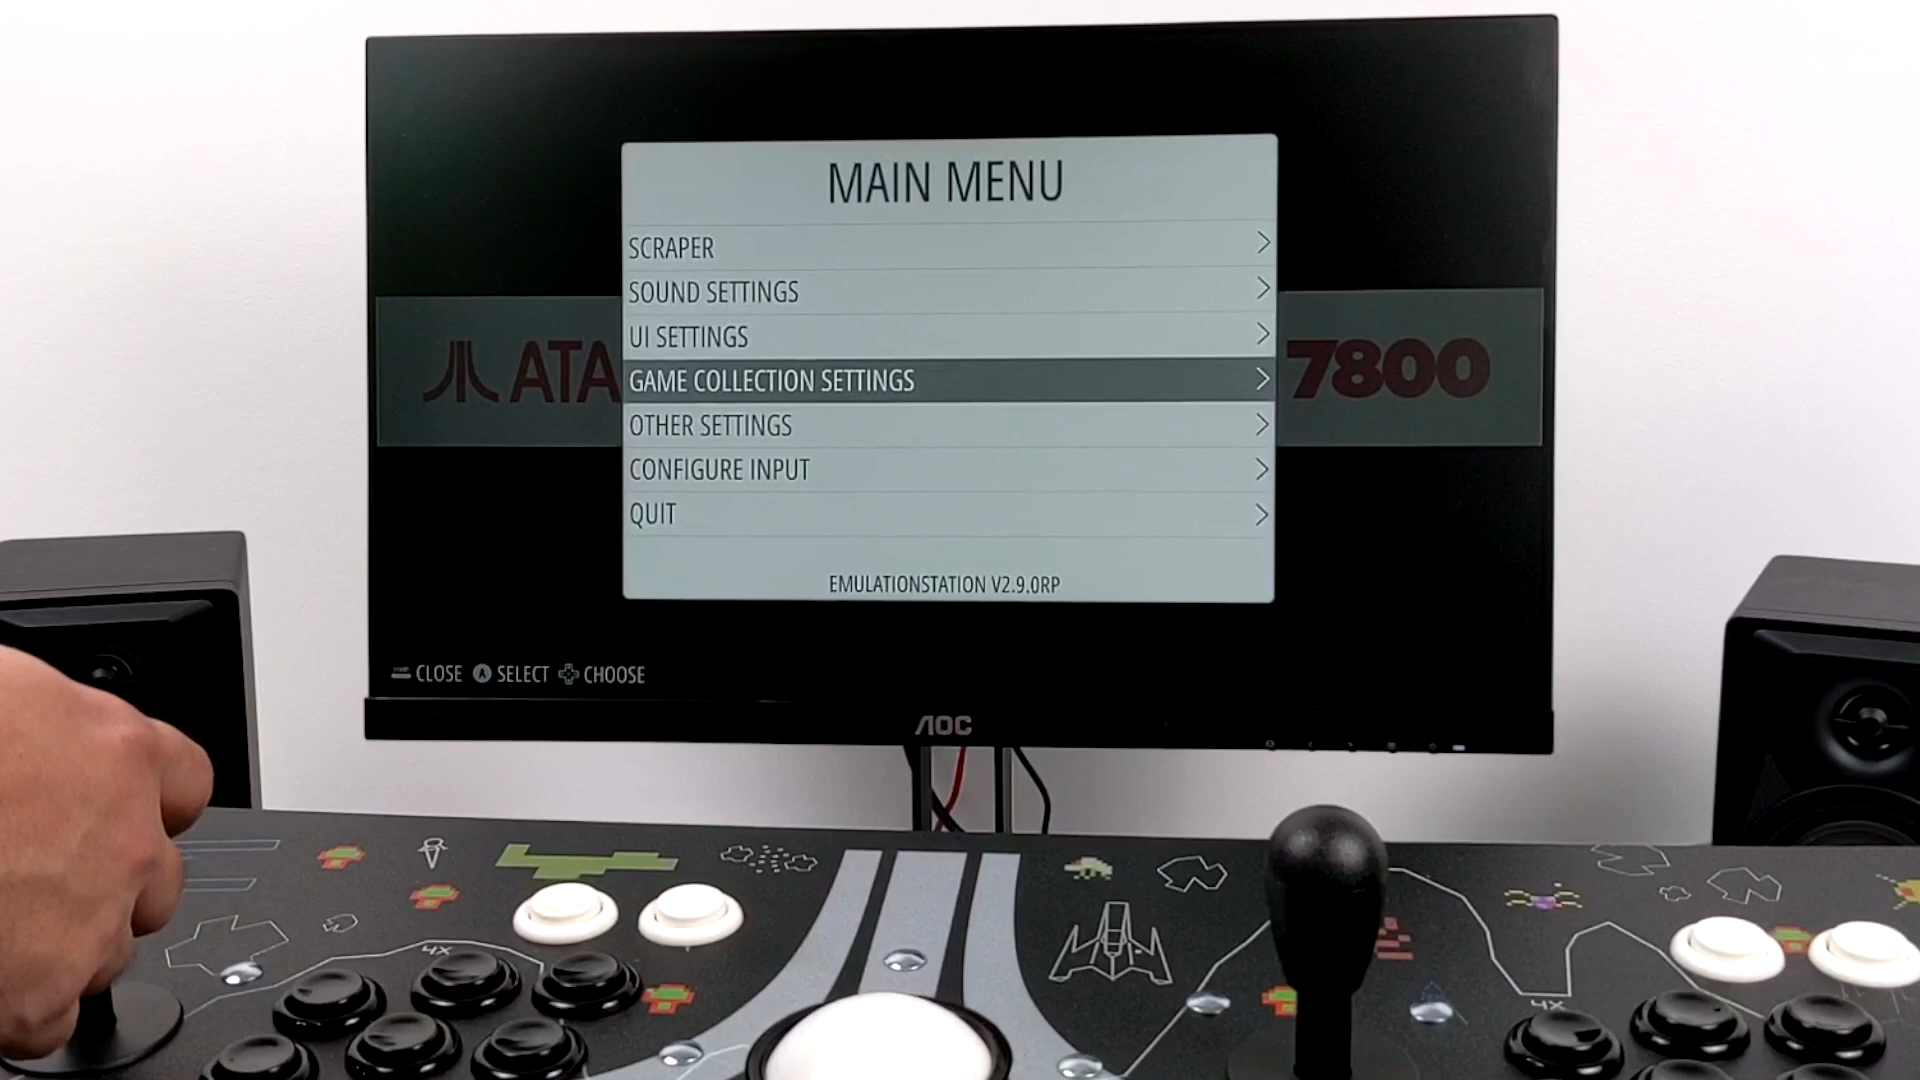 MAIN MENU
SCRAPER
SOUND SETTINGS
UI SETTINGS
ATA
GAME COLLECTION SETTINGS
7800
OTHER SETTINGS
CONFIGURE INPUT
QUIT
EMULATIONSTATION V2.9.0RP
START CLOSE A SELECT CHOOSE
AOC
4X
4X